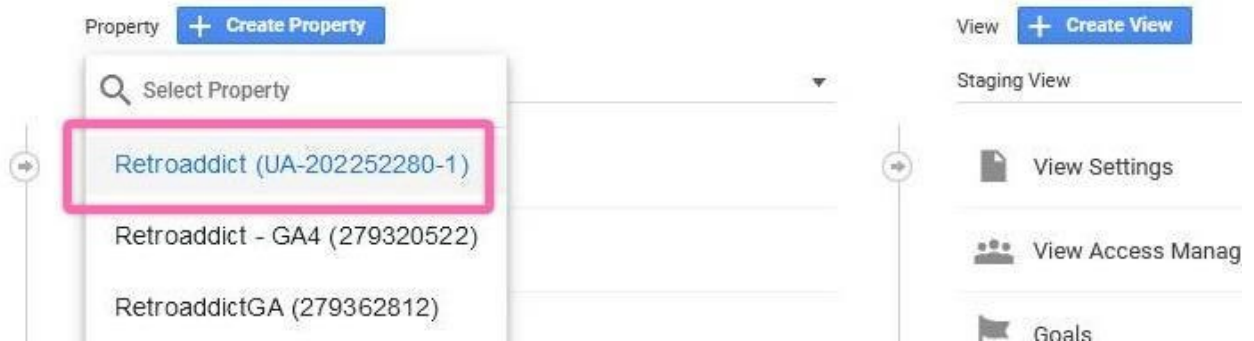 Property + Create Property
Select Property
Retroaddict (UA-202252280-1)
Retroaddict - GA4 (279320522)
RetroaddictGA (279362812)
View + Create View
Staging View
View Settings
View Access Manag
Goals